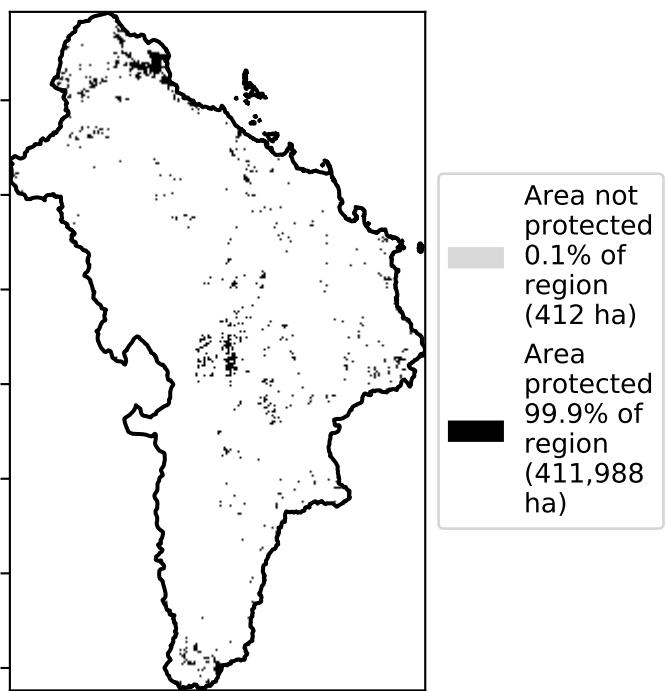 Area not
protected
0.1% of
region
(412 ha)
Area
protected
99.9% of
region
(411,988
ha)